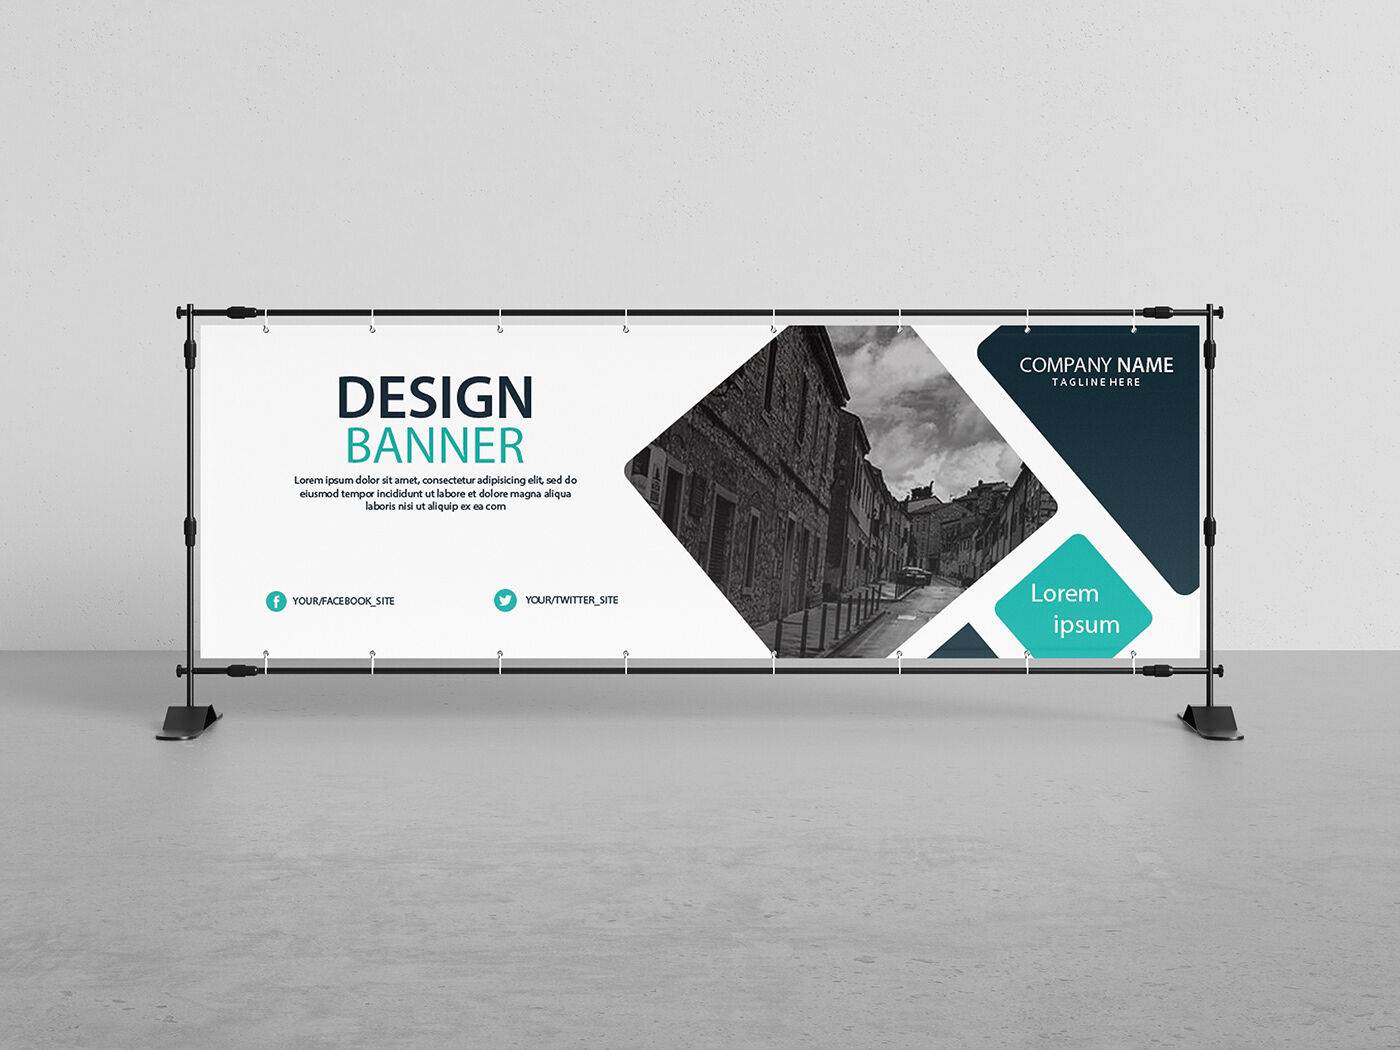 DESIGN
BANNER
Lorem ipsum dolor sit amet, consectetur adipisicing elit, sed do
eiusmod tempor incididunt ut labore et dolore magna aliqua
laboris nisi ut aliquip ex ea com
YOUR/FACEBOOK_SITE
YOUR/TWITTER_SITE
COMPANY NAME
TAGLINE HERE
Lorem
ipsum